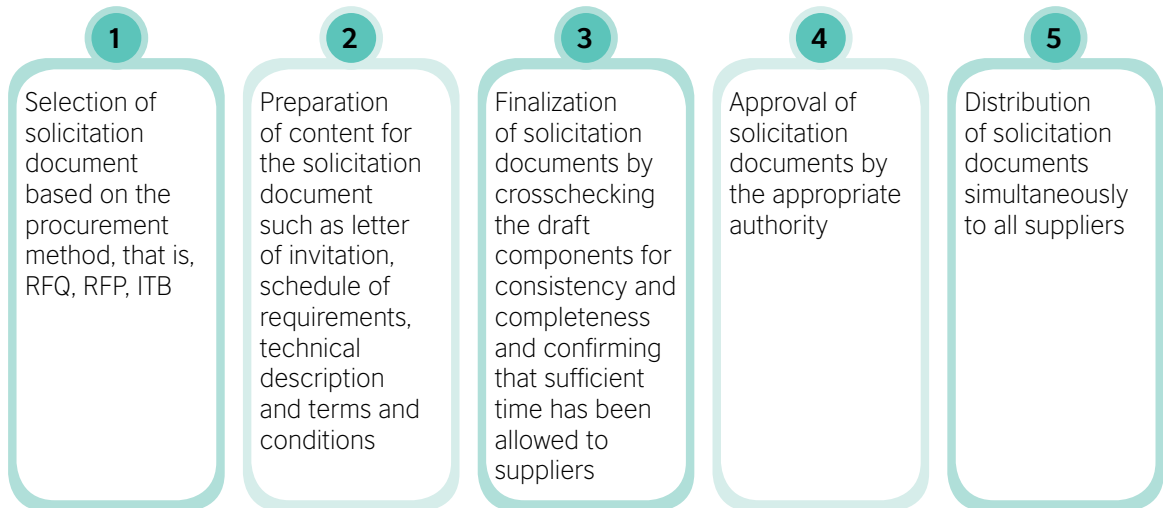 1
Selection of
solicitation
document
based on the
procurement
method, that is,
RFQ, RFP, ITB
2
Preparation
of content for
the solicitation
document
such as letter
of invitation,
schedule of
requirements,
technical
description
and terms and
conditions
3
Finalization
of solicitation
documents by
crosschecking
the draft
components for
consistency and
completeness
and confirming
that sufficient
time has been
allowed to
suppliers
4
Approval of
solicitation
documents by
the appropriate
authority
5
Distribution
of solicitation
documents
simultaneously
to all suppliers